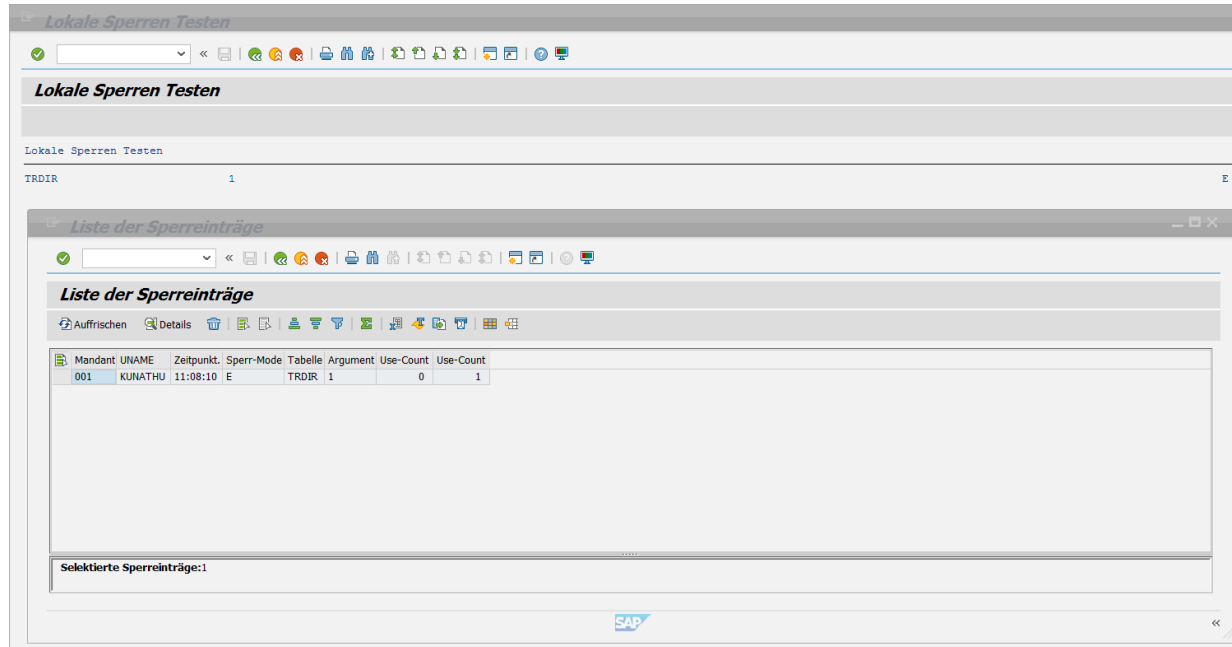 Lokale Sperren Testen
Lokale Sperren Testen
Lokale Sperren Testen
TRDIR 1 E
Liste der Sperreinträge
Liste der Sperreinträge
Auffrischen Details
Mandant UNAME Zeitpunkt. Sperr-Mode Tabelle Argument Use-Count Use-Count
001 KUNATHU 11:08:10 E TRDIR 1 0 1
Selektierte Sperreinträge:1
SAP